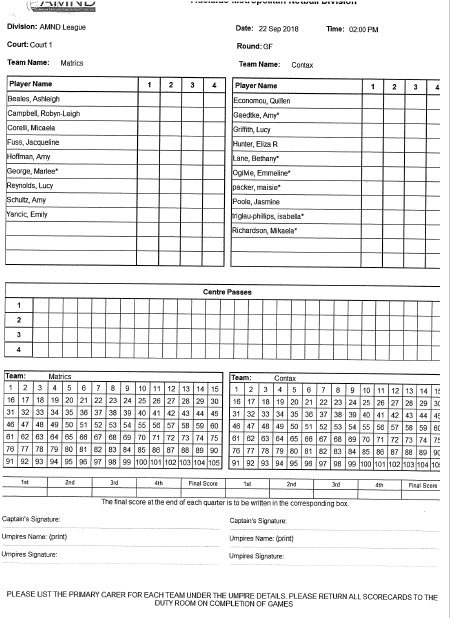 AMND
Adelaide Metropolitan Netball Division
Division: AMND League
Date: 22 Sep 2018 Time: 02:00 PM
Court: Court 1
Round: GF
Team Name: Matrics
Team Name: Contax
Player Name 1 2 3 4
Beales, Ashleigh
Campbell, Robyn-Leigh
Corelli, Micaela
Fuss, Jacqueline
Hoffman, Amy
George, Marlee*
Reynolds, Lucy
Schultz, Amy
Yancic, Emily
Player Name 1 2 3 4
Economou, Quillen
Gaedtke, Amy*
Griffith, Lucy
Hunter, Eliza R
Lane, Bethany*
Ogilvie, Emmeline*
packer, maisie*
Poole, Jasmine
triglau-phillips, isabella*
Richardson, Mikaela*
Centre Passes
1
2
3
4
Team: Matrics
1 2 3 4 5 6 7 8 9 10 11 12 13 14 15
16 17 18 19 20 21 22 23 24 25 26 27 28 29 30
31 32 33 34 35 36 37 38 39 40 41 42 43 44 45
46 47 48 49 50 51 52 53 54 55 56 57 58 59 60
61 62 63 64 65 66 67 68 69 70 71 72 73 74 75
76 77 78 79 80 81 82 83 84 85 86 87 88 89 90
91 92 93 94 95 96 97 98 99 100 101 102 103 104 105
Team: Contax
1 2 3 4 5 6 7 8 9 10 11 12 13 14 15
16 17 18 19 20 21 22 23 24 25 26 27 28 29 30
31 32 33 34 35 36 37 38 39 40 41 42 43 44 45
46 47 48 49 50 51 52 53 54 55 56 57 58 59 60
61 62 63 64 65 66 67 68 69 70 71 72 73 74 75
76 77 78 79 80 81 82 83 84 85 86 87 88 89 90
91 92 93 94 95 96 97 98 99 100 101 102 103 104 105
1st 2nd 3rd 4th Final Score 1st 2nd 3rd 4th Final Score
The final score at the end of each quarter is to be written in the corresponding box.
Captain's Signature: Captain's Signature:
Umpires Name: (print) Umpires Name: (print)
Umpires Signature: Umpires Signature:
PLEASE LIST THE PRIMARY CARER FOR EACH TEAM UNDER THE UMPIRE DETAILS. PLEASE RETURN ALL SCORECARDS TO THE
DUTY ROOM ON COMPLETION OF GAMES